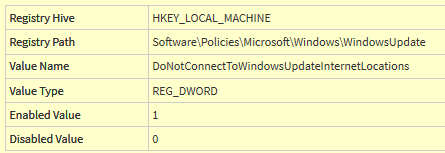 Registry Hive HKEY_LOCAL_MACHINE
Registry Path Software\Policies\Microsoft\Windows\WindowsUpdate
Value Name DoNotConnectToWindowsUpdateInternetLocations
Value Type REG_DWORD
Enabled Value 1
Disabled Value 0